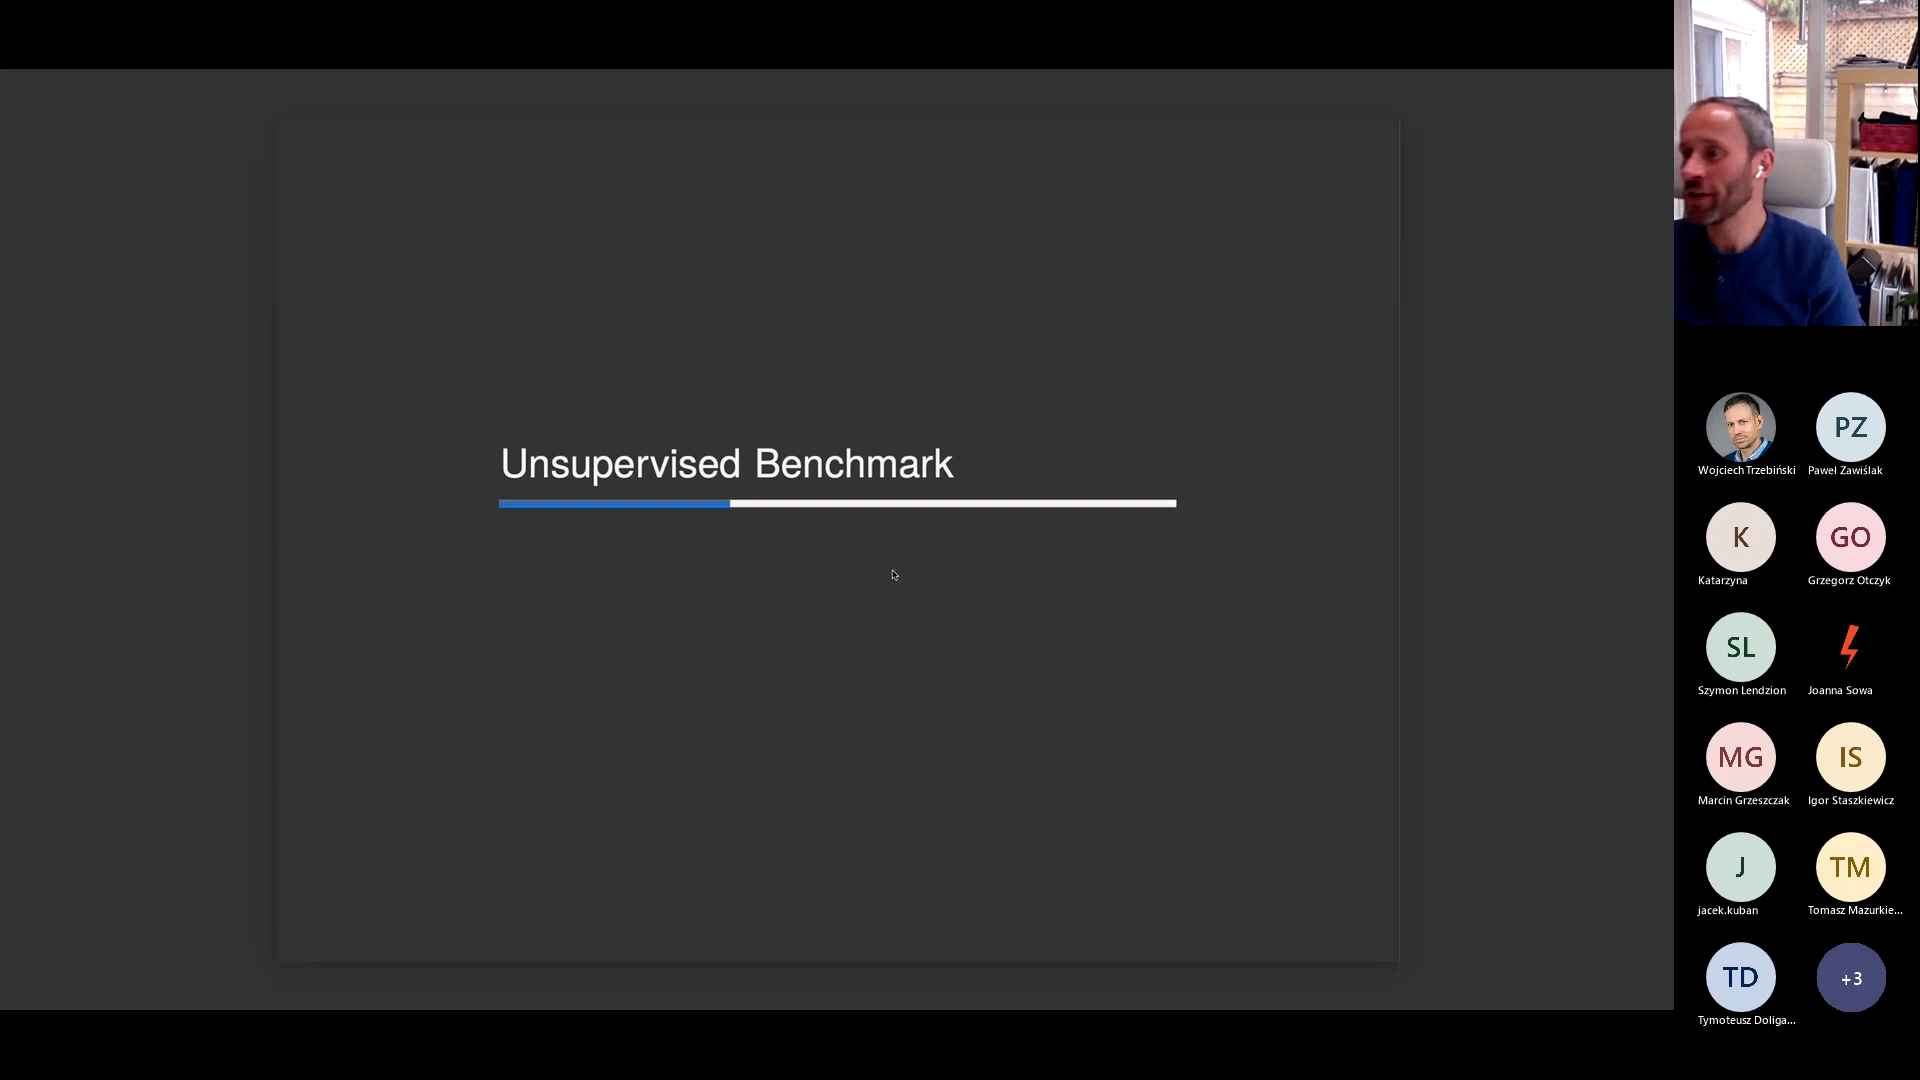 Unsupervised Benchmark
Wojciech Trzebiński
PZ
Paweł Zawiślak
K
Katarzyna
GO
Grzegorz Otczyk
SL
Szymon Lendzion
Joanna Sowa
MG
Marcin Grzeszczak
IS
Igor Staszkiewicz
J
jacek.kuban
TM
Tomasz Mazurkie...
TD
Tymoteusz Doliga...
+3